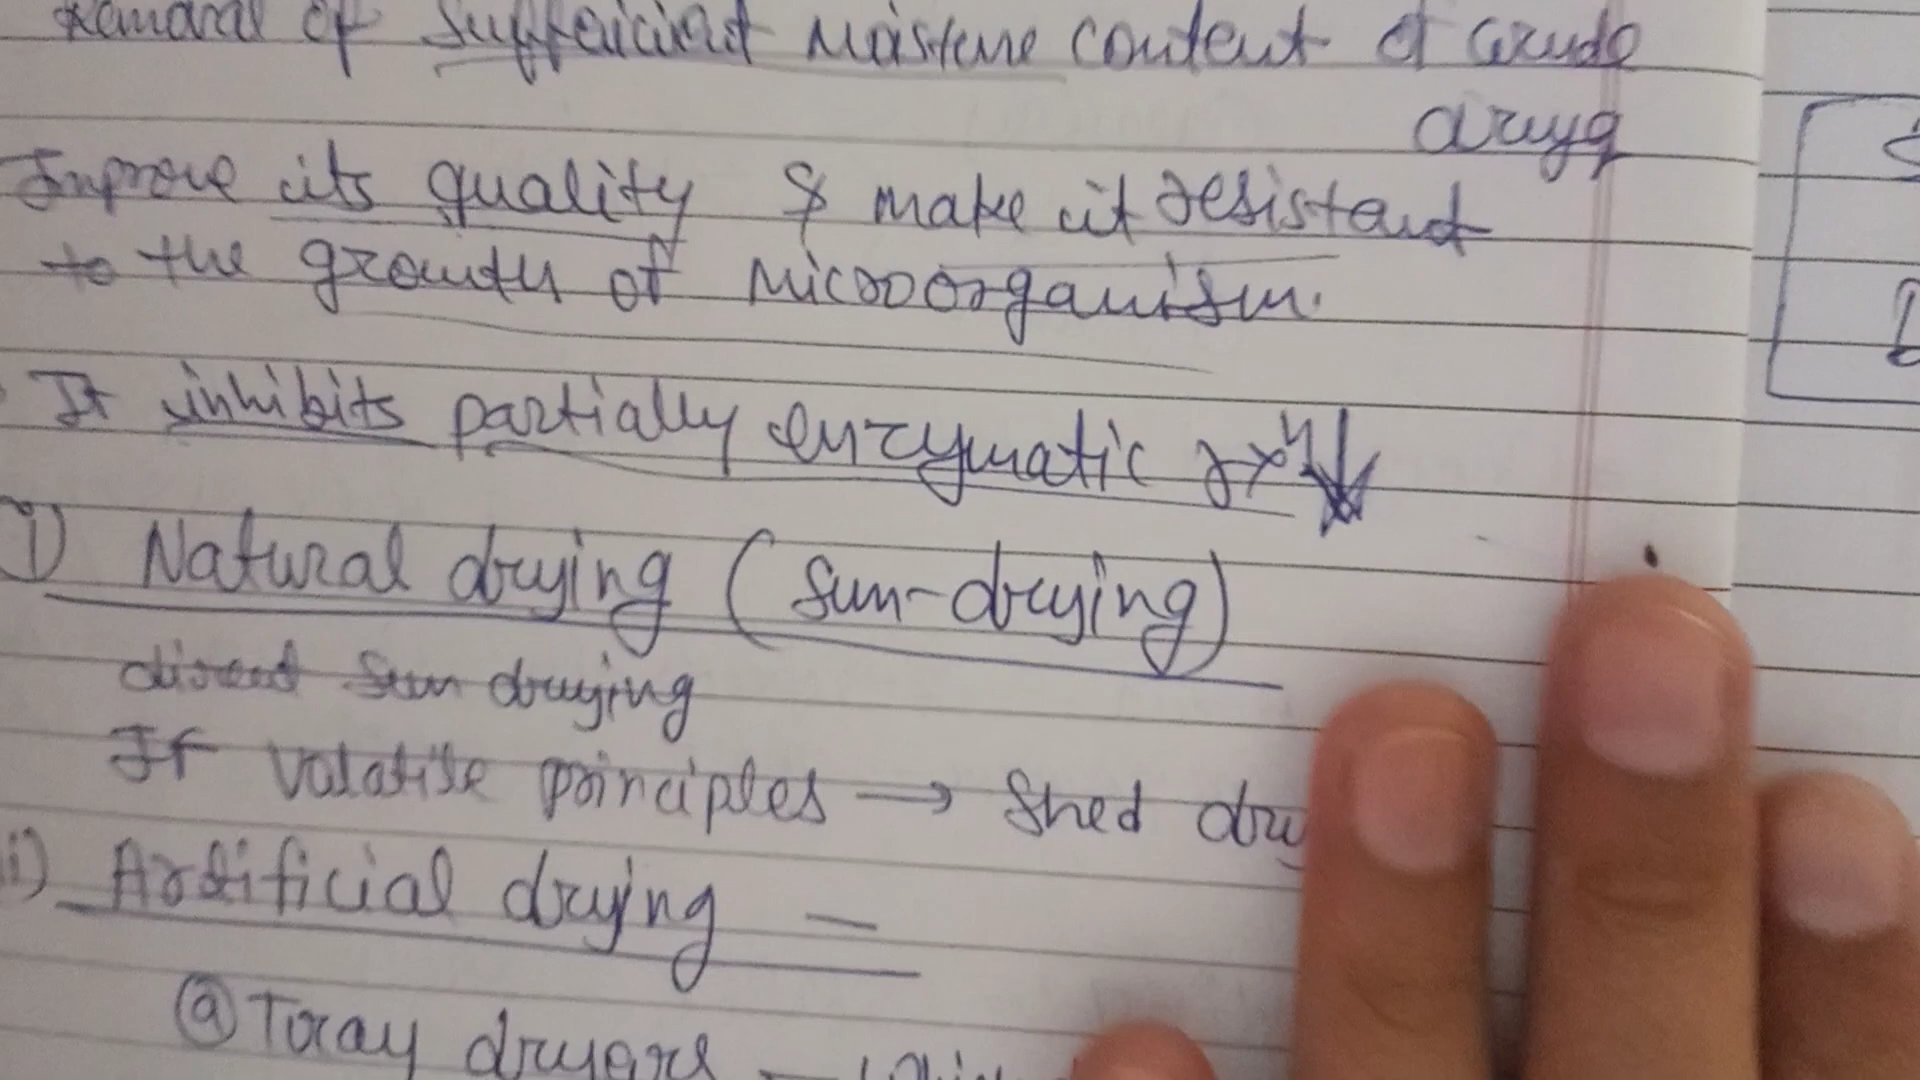 Removal of Suffeicient Moisture content of crude
drug
Improve its quality & make it resistant
to the growth of microorganism.
It inhibits partially enzymatic rxn ↓
i) Natural drying (Sun-drying)
direct Sun drying
If volatile principles → Shed dry
ii) Artificial drying —
(a) Tray dryers —